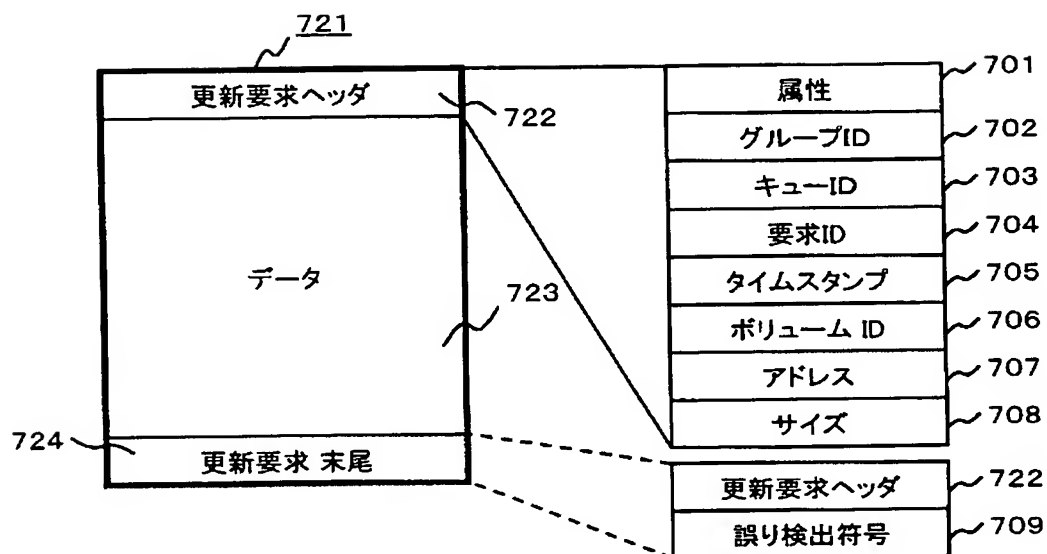 721
更新要求ヘッダ
722
データ
723
724
更新要求 末尾
属性
701
グループID
702
キューID
703
要求ID
704
タイムスタンプ
705
ボリューム ID
706
アドレス
707
サイズ
708
更新要求ヘッダ
722
誤り検出符号
709